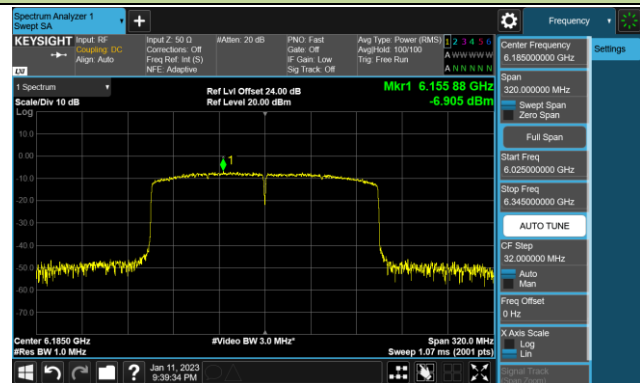 Spectrum Analyzer 1
Swept SA
+
Frequency
KEYSIGHT
Input: RF
Coupling: DC
Align: Auto
Input Z: 50 Ω
Corrections: Off
Freq Ref: Int (S)
NFE: Adaptive
#Atten: 20 dB
PNO: Fast
Gate: Off
IF Gain: Low
Sig Track: Off
Avg Type: Power (RMS)
Avg|Hold: 100/100
Trig: Free Run
1 2 3 4 5 6
A W W W W W
A N N N N N
LXI
1 Spectrum
Scale/Div 10 dB
Log
Ref Lvl Offset 24.00 dB
Ref Level 20.00 dBm
Mkr1 6.155 88 GHz
-6.905 dBm
10.0
0.00
-10.0
-20.0
-30.0
-40.0
-50.0
-60.0
-70.0
1
Center 6.1850 GHz
#Res BW 1.0 MHz
#Video BW 3.0 MHz*
Span 320.0 MHz
Sweep 1.07 ms (2001 pts)
Jan 11, 2023
9:39:34 PM
?
Center Frequency
6.185000000 GHz
Span
320.000000 MHz
Swept Span
Zero Span
Full Span
Start Freq
6.025000000 GHz
Stop Freq
6.345000000 GHz
AUTO TUNE
CF Step
32.000000 MHz
Auto
Man
Freq Offset
0 Hz
X Axis Scale
Log
Lin
Signal Track
(Span Zoom)
Settings